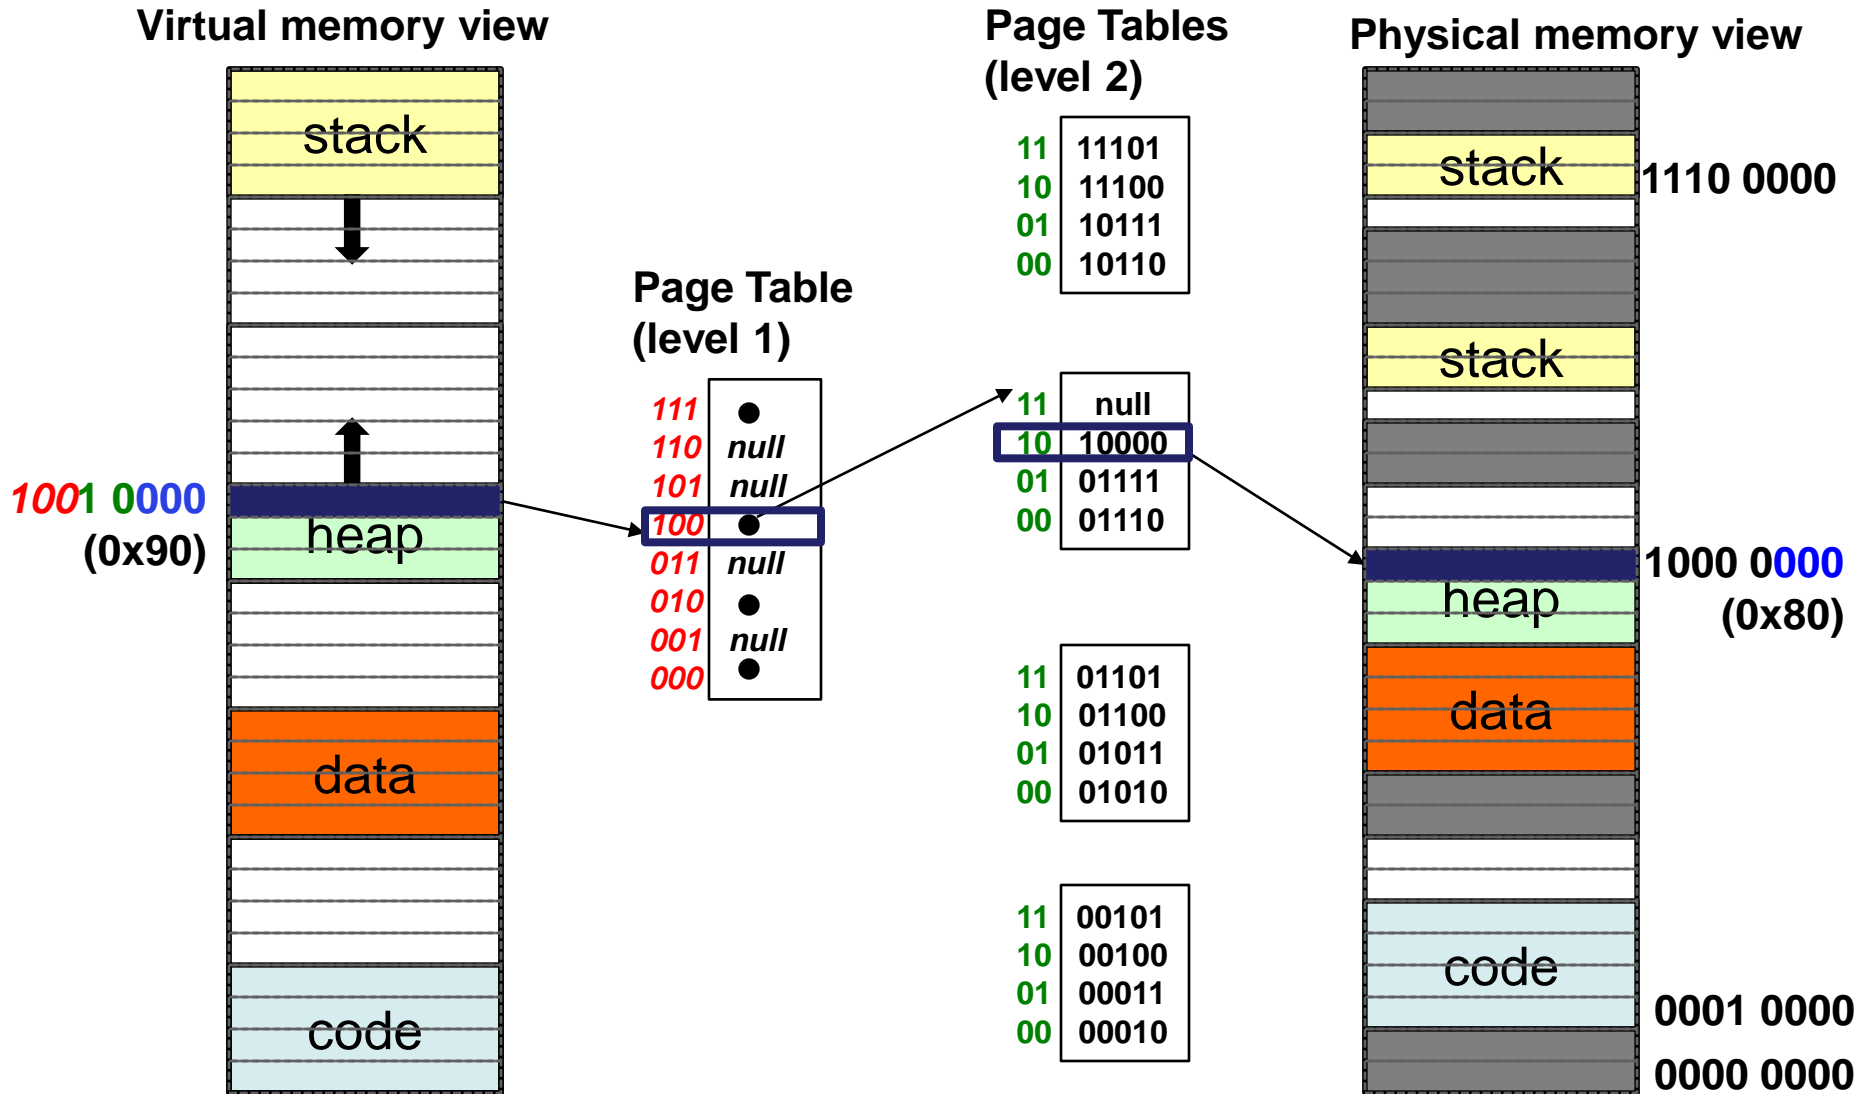 Virtual memory view
stack
1001 0000
(0x90)
heap
data
code
Page Table
(level 1)
111
110 null
101 null
100
011 null
010
001 null
000
Page Tables
(level 2)
11 11101
10 11100
01 10111
00 10110
11 null
10 10000
01 01111
00 01110
11 01101
10 01100
01 01011
00 01010
11 00101
10 00100
01 00011
00 00010
Physical memory view
stack
1110 0000
stack
1000 0000
heap
(0x80)
data
code
0001 0000
0000 0000